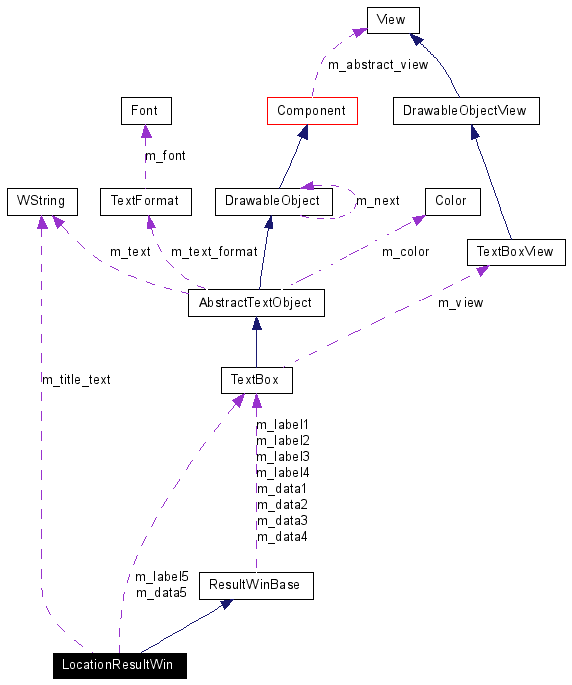 View
m_abstract_view
Font
Component
DrawableObjectView
m_font
WString
TextFormat
DrawableObject
m_next
Color
m_text
m_text_format
m_color
TextBoxView
AbstractTextObject
m_view
m_title_text
TextBox
m_label1
m_label2
m_label3
m_label4
m_data1
m_data2
m_data3
m_data4
m_label5
m_data5
ResultWinBase
LocationResultWin